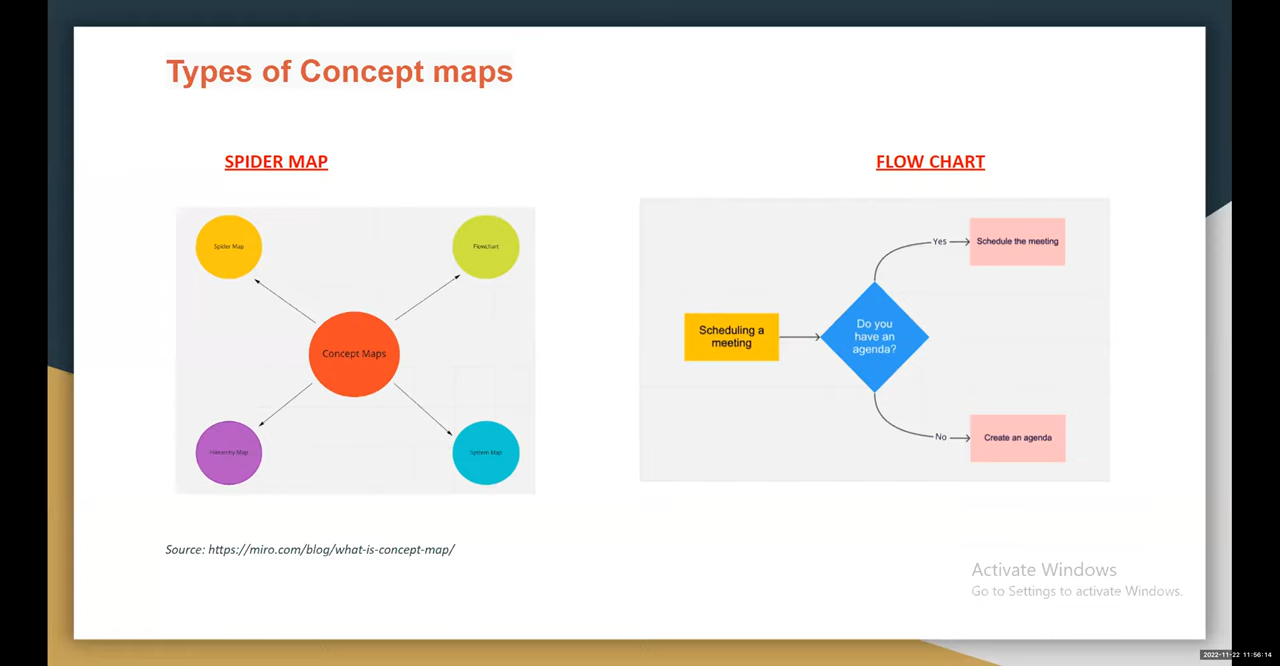 Types of Concept maps
SPIDER MAP
FLOW CHART
Spider Map
Flowchart
Concept Maps
Hierarchy Map
System Map
Scheduling a
meeting
Do you
have an
agenda?
Yes
Schedule the meeting
No
Create an agenda
Source: https://miro.com/blog/what-is-concept-map/
Activate Windows
Go to Settings to activate Windows.
2022-11-22 11:56:14